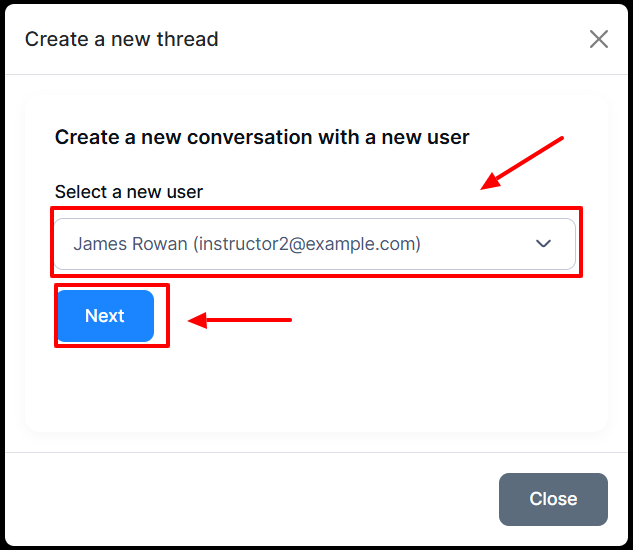 Create a new thread
Create a new conversation with a new user
Select a new user
James Rowan (instructor2@example.com)
Next
Close